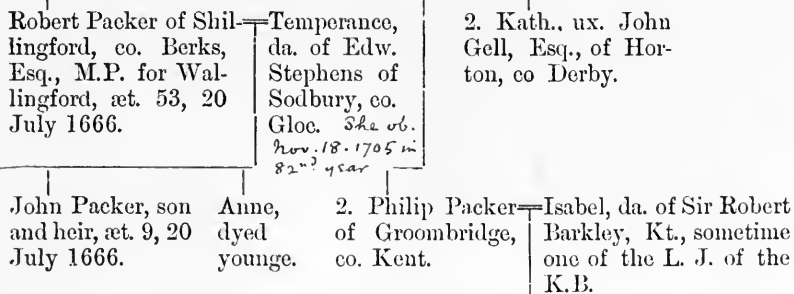 Robert Packer of Shil-
lingford, co. Berks,
Esq., M.P. for Wal-
lingford, æt. 53, 20
July 1666.
Temperance,
da. of Edw.
Stephens of
Sodbury, co.
Gloc. She ob.
Nov. 18. 1705 in
82nd year
2. Kath., ux. John
Gell, Esq., of Hor-
ton, co Derby.
John Packer, son
and heir, æt. 9, 20
July 1666.
Anne,
dyed
younge.
2. Philip Packer
of Groombridge,
co. Kent.
Isabel, da. of Sir Robert
Barkley, Kt., sometime
one of the L. J. of the
K.B.